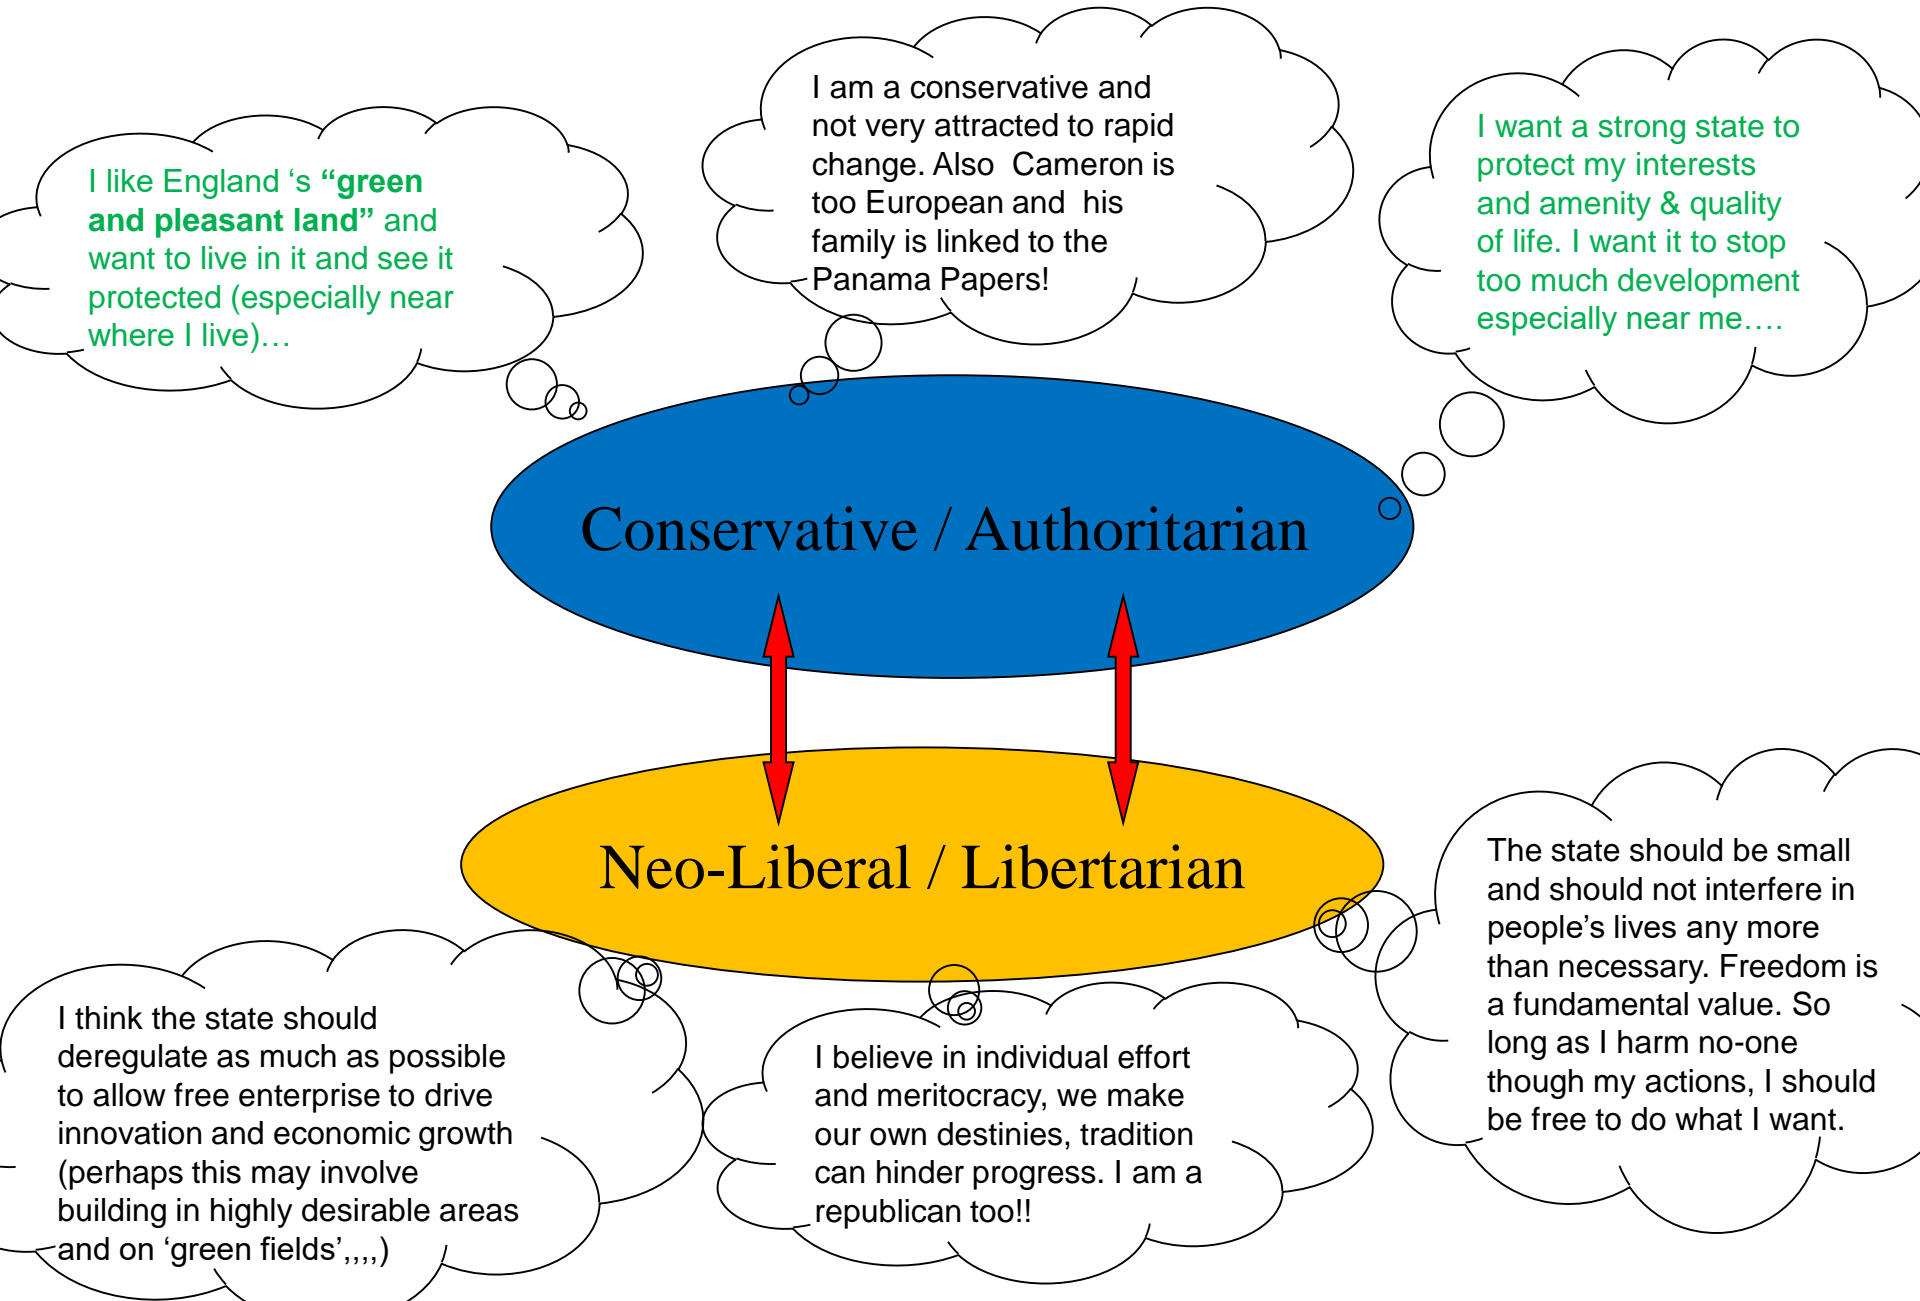 I like England ‘s “green
and pleasant land” and
want to live in it and see it
protected (especially near
where I live)…
I am a conservative and
not very attracted to rapid
change. Also  Cameron is
too European and  his
family is linked to the
Panama Papers!
I want a strong state to
protect my interests
and amenity & quality
of life. I want it to stop
too much development
especially near me….
Conservative / Authoritarian
Neo-Liberal / Libertarian
I think the state should
deregulate as much as possible
to allow free enterprise to drive
innovation and economic growth
(perhaps this may involve
building in highly desirable areas
and on ‘green fields’,,,,)
I believe in individual effort
and meritocracy, we make
our own destinies, tradition
can hinder progress. I am a
republican too!!
The state should be small
and should not interfere in
people’s lives any more
than necessary. Freedom is
a fundamental value. So
long as I harm no-one
though my actions, I should
be free to do what I want.